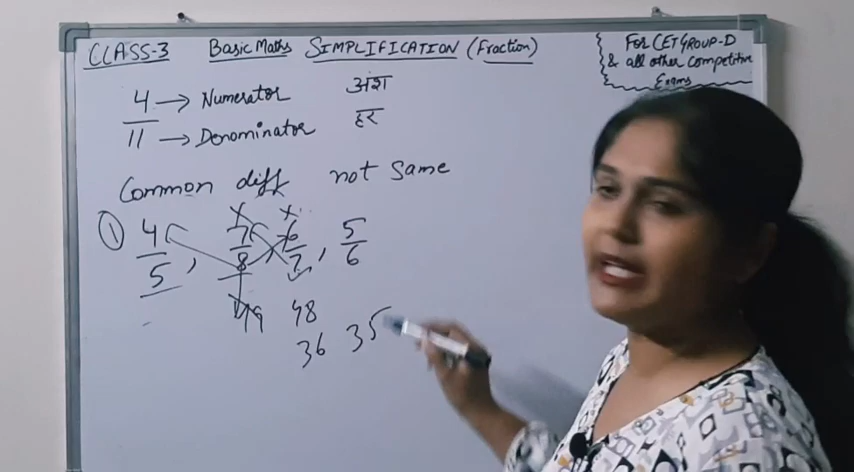 CLASS-3 Basic Maths SIMPLIFICATION (Fraction)
For CET GROUP-D
& all other competitive
Exams
4 → Numerator अंश
11 → Denominator हर
Common diff not same
① 4/5, 7/8 6/7, 5/6
49 48
36 35